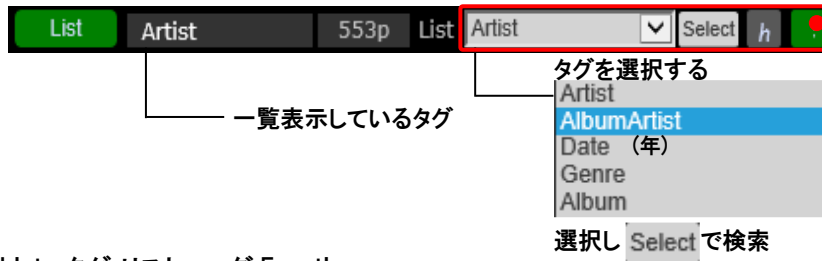 List Artist 553p List Artist Select h
タグを選択する
Artist
一覧表示しているタグ
AlbumArtist
Date （年）
Genre
Album
選択し Select で検索